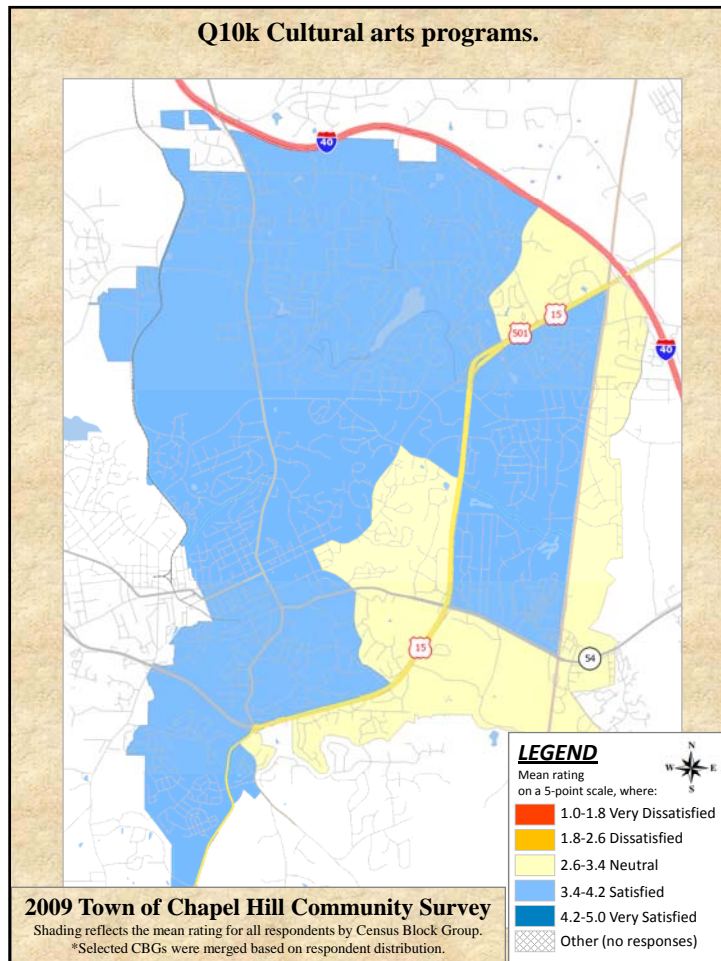 Q10k Cultural arts programs.
40
15
501
40
15
54
LEGEND
Mean rating
on a 5-point scale, where:
N
W E
S
1.0-1.8 Very Dissatisfied
1.8-2.6 Dissatisfied
2.6-3.4 Neutral
3.4-4.2 Satisfied
4.2-5.0 Very Satisfied
Other (no responses)
2009 Town of Chapel Hill Community Survey
Shading reflects the mean rating for all respondents by Census Block Group.
*Selected CBGs were merged based on respondent distribution.